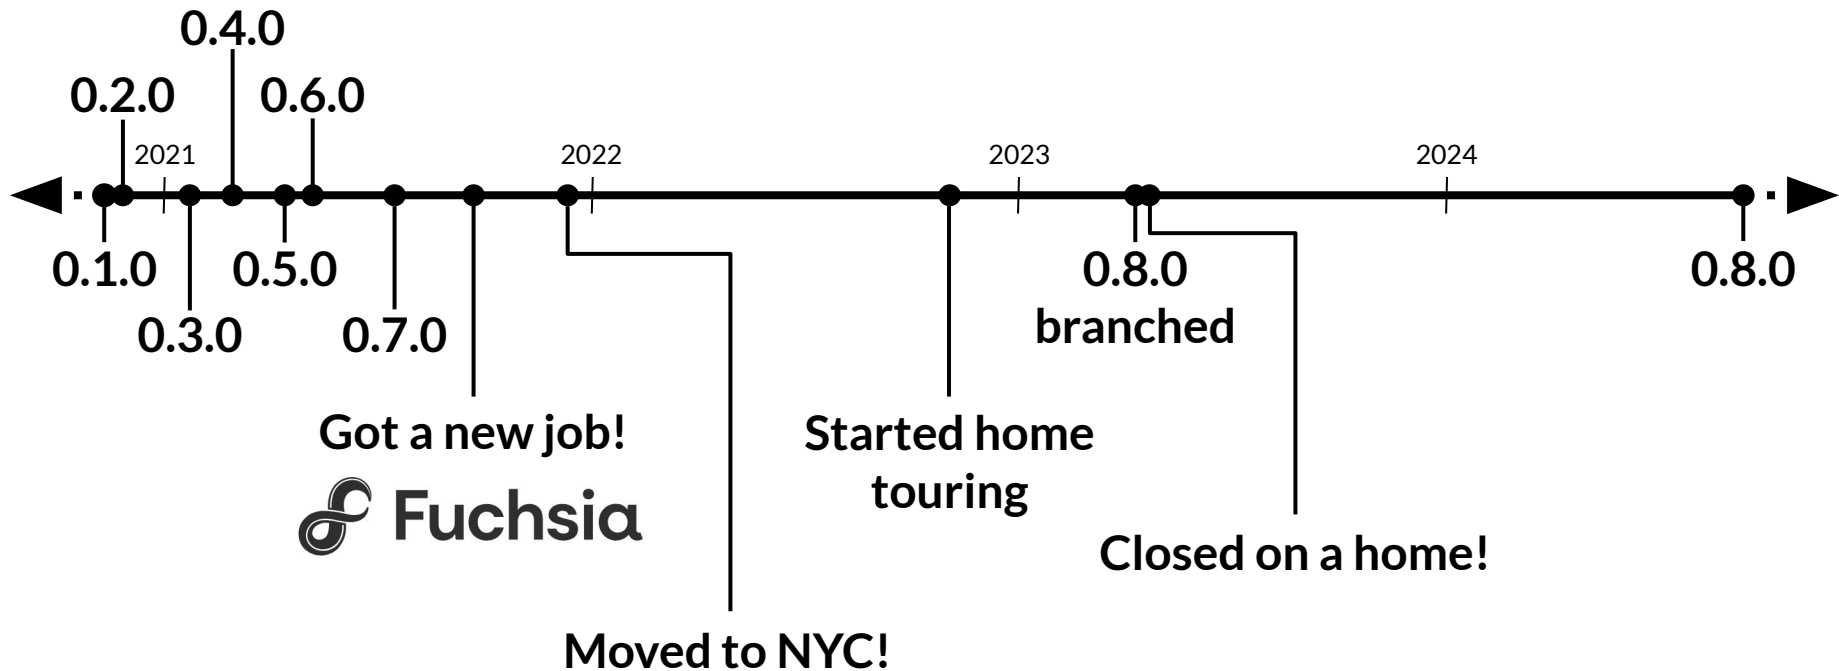 0.4.0
0.2.0
0.6.0
2021
2022
2023
2024
0.1.0
0.5.0
0.8.0
branched
0.8.0
0.3.0
0.7.0
Got a new job!
Fuchsia
Started home
touring
Closed on a home!
Moved to NYC!